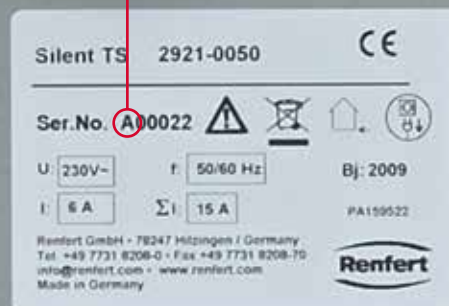 Silent TS 2921-0050 CE
Ser.No. A00022
U: 230V~ f: 50/60 Hz Bj: 2009
I: 6 A ΣI: 15 A PA159522
Renfert GmbH - 78247 Hilzingen / Germany
Tel. +49 7731 8208-0 - Fax +49 7731 8208-70
info@renfert.com - www.renfert.com
Made in Germany
Renfert